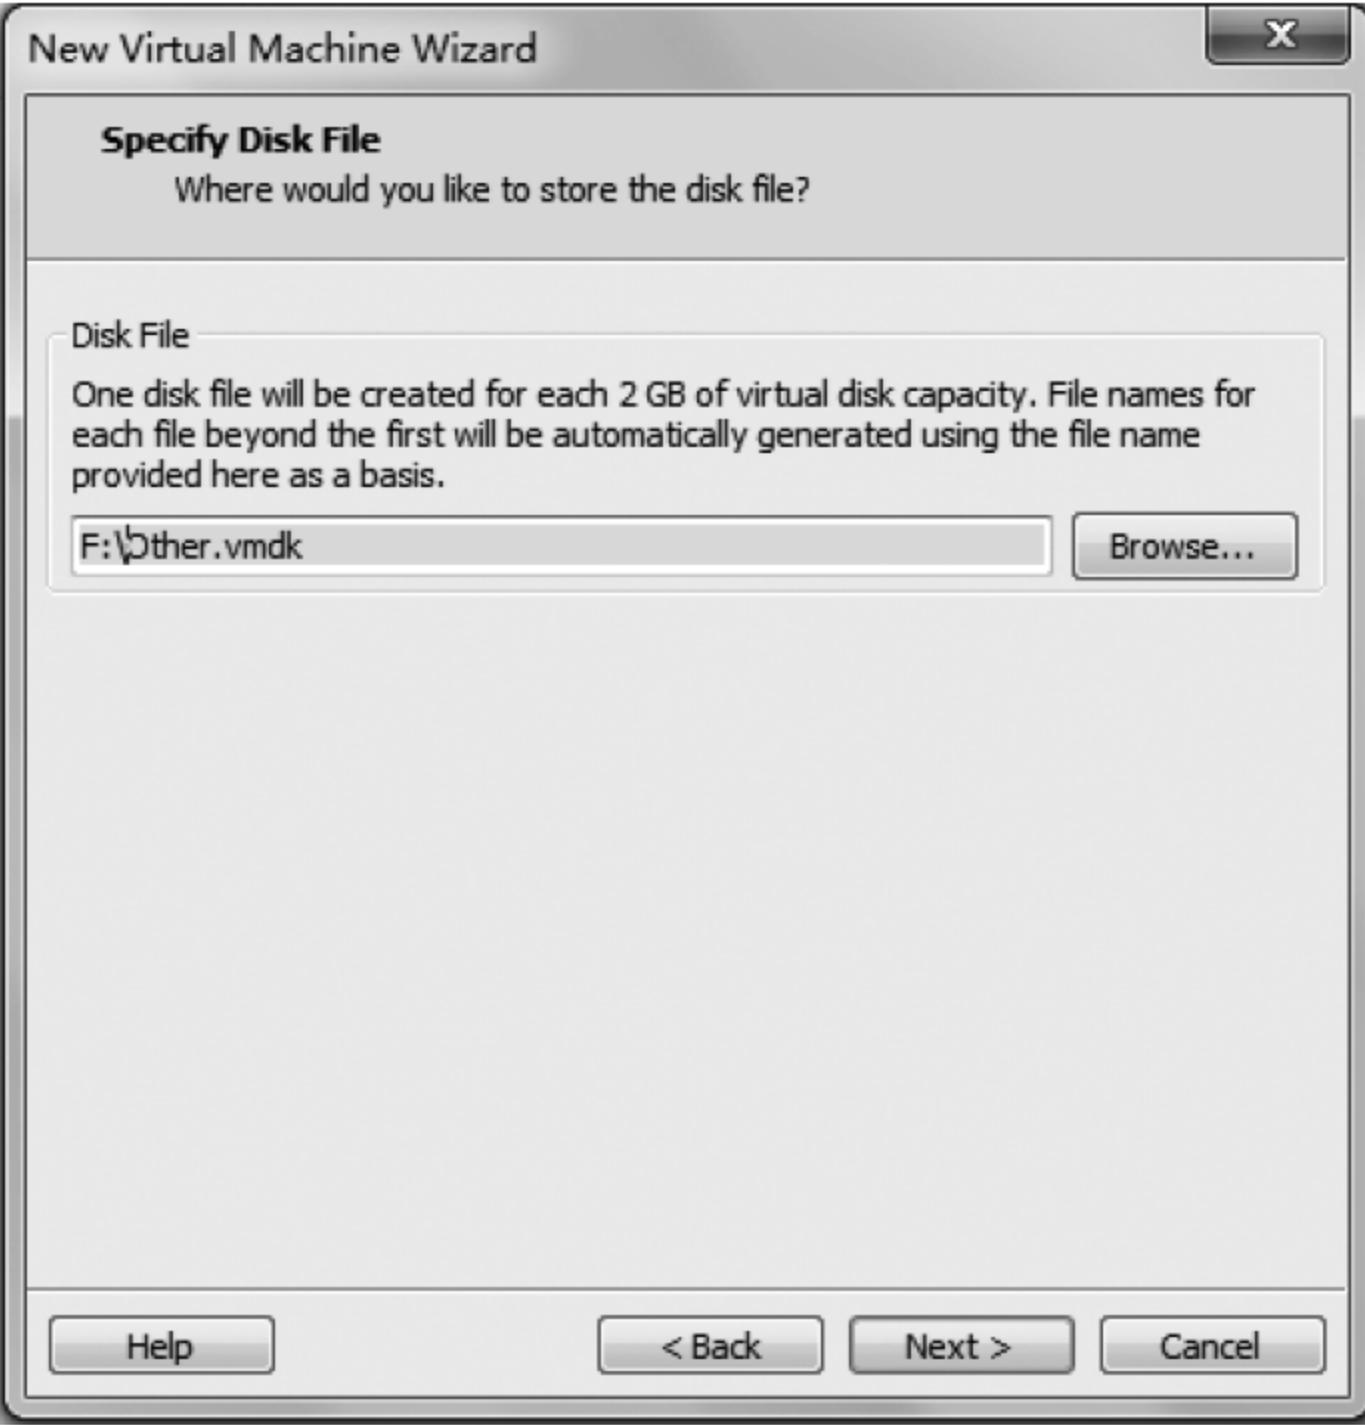 New Virtual Machine Wizard
x
Specify Disk File
Where would you like to store the disk file?
Disk File
One disk file will be created for each 2 GB of virtual disk capacity. File names for
each file beyond the first will be automatically generated using the file name
provided here as a basis.
F:\Other.vmdk
Browse...
Help
< Back
Next >
Cancel